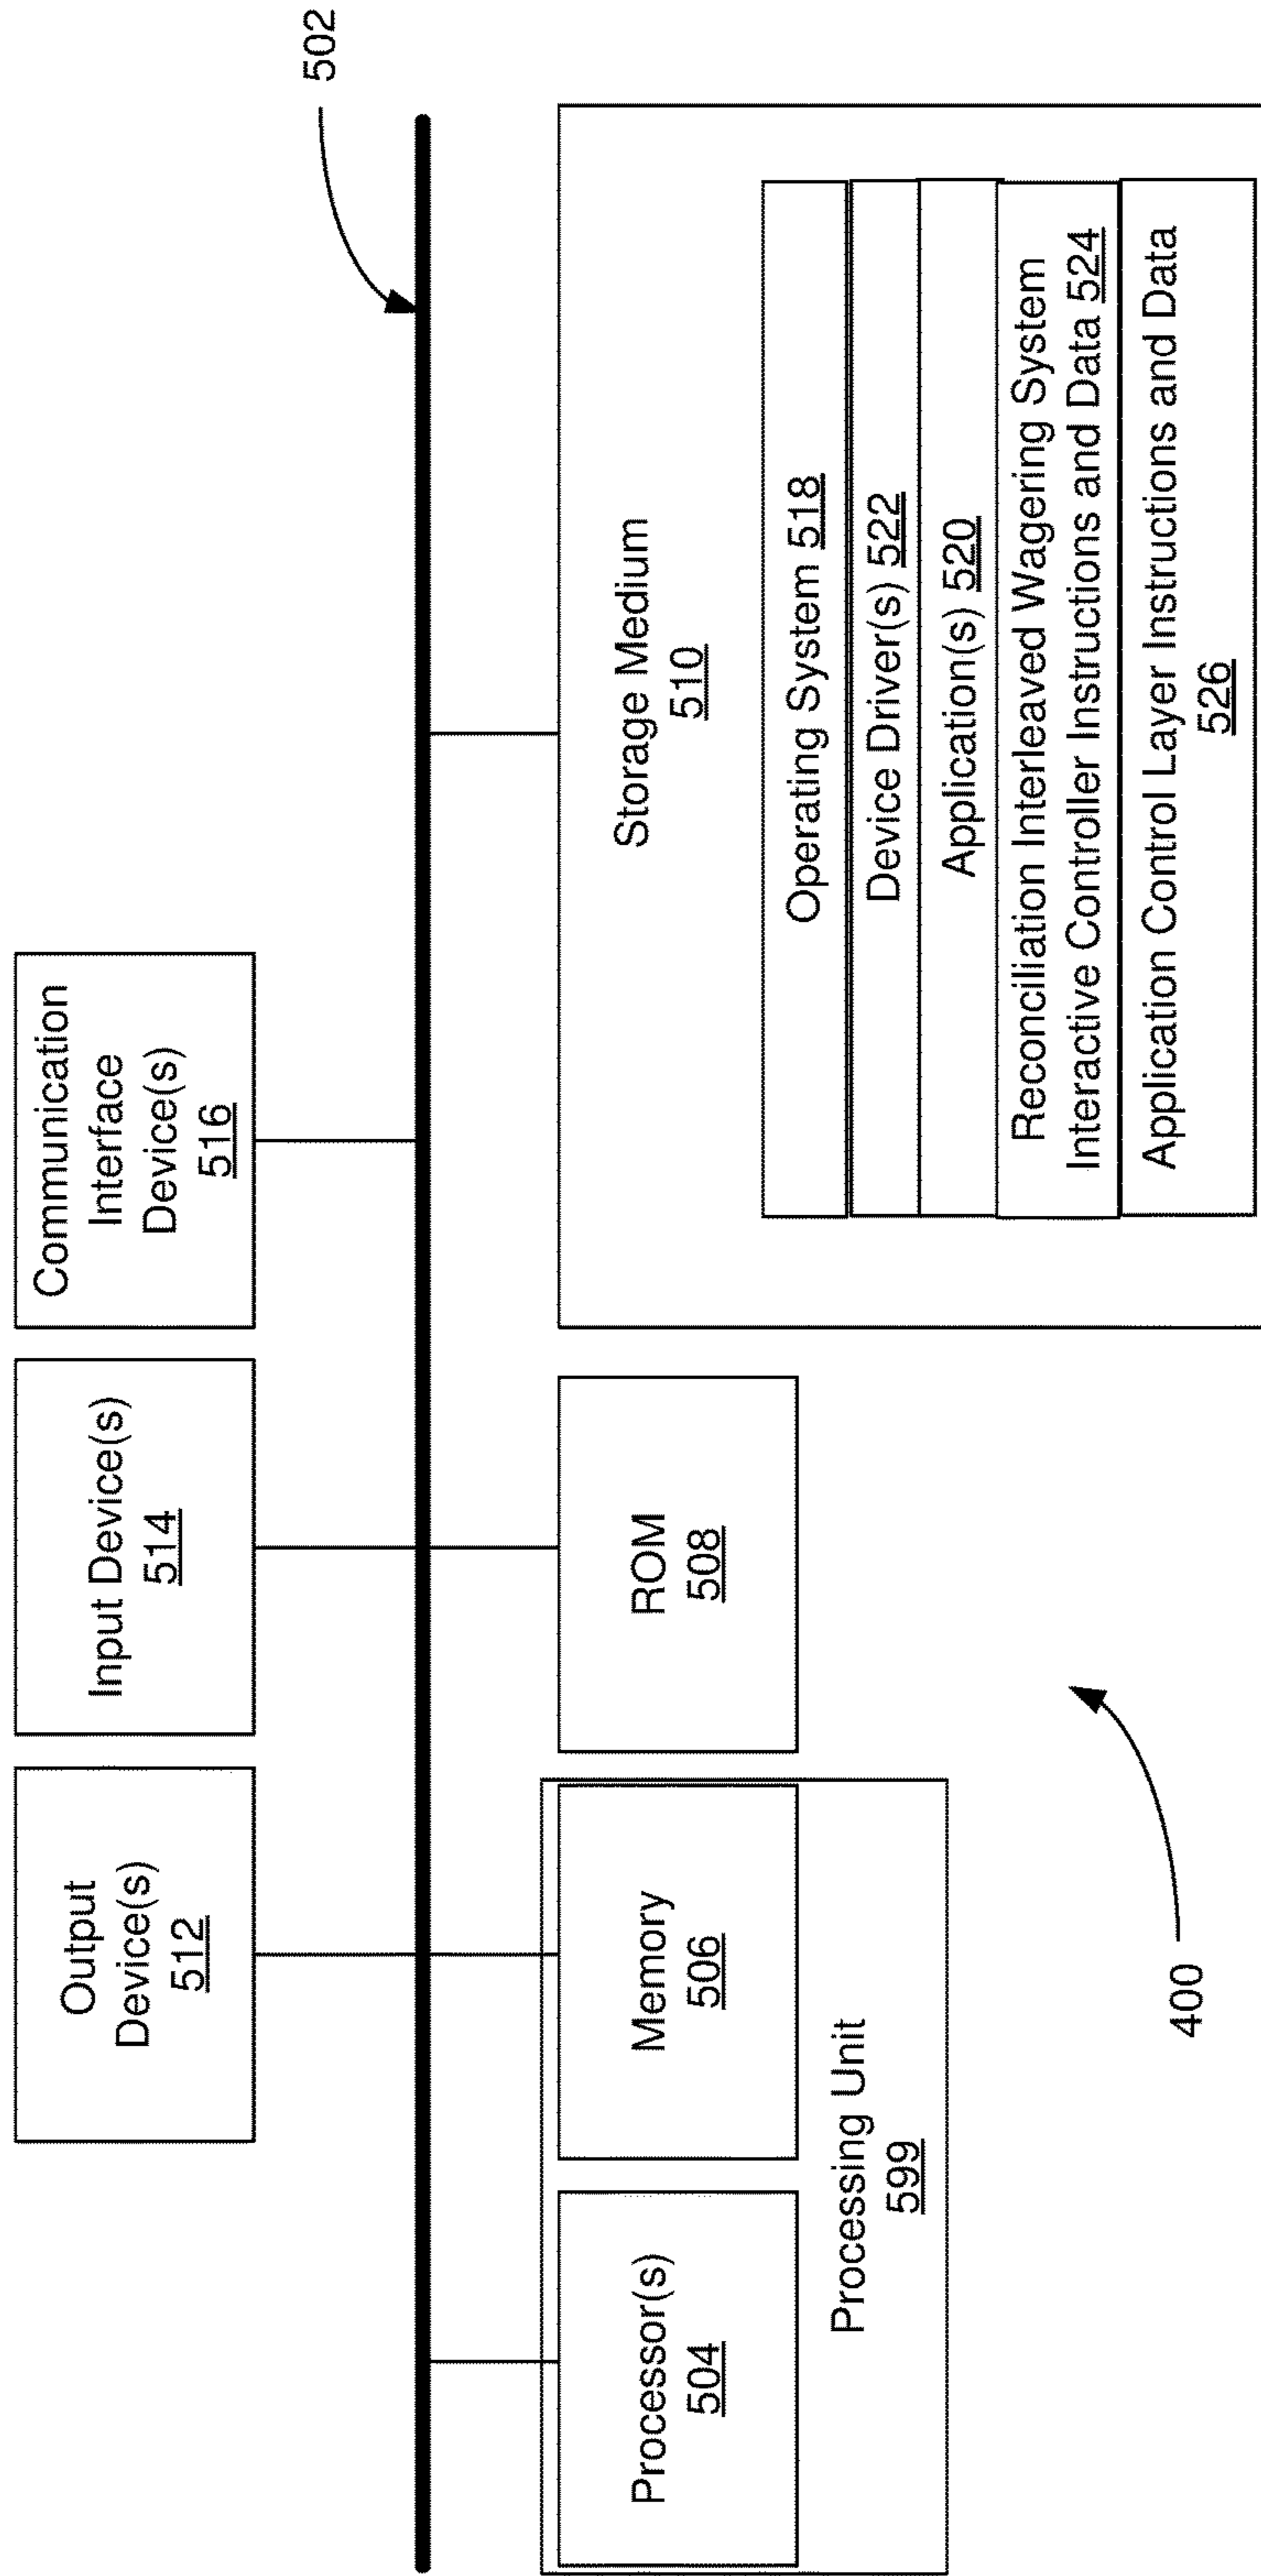 502
Output
Device(s)
512
Input Device(s)
514
Communication
Interface
Device(s)
516
Processor(s)
504
Memory
506
Processing Unit
599
ROM
508
Storage Medium
510
Operating System 518
Device Driver(s) 522
Application(s) 520
Reconciliation Interleaved Wagering System
Interactive Controller Instructions and Data 524
Application Control Layer Instructions and Data
526
400